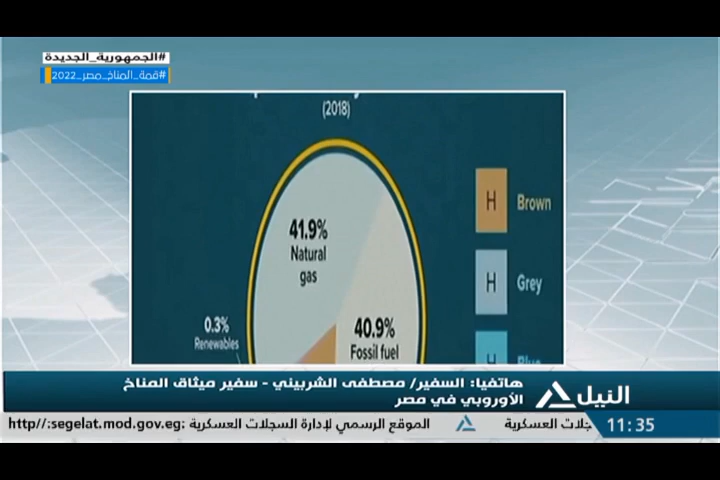 #الجمهورية_الجديدة
#قمة_المناخ_مصر_2022
(2018)
41.9%
Natural
gas
0.3%
Renewables
40.9%
Fossil fuel
H Brown
H Grey
H Blue
هاتفيا: السفير/ مصطفى الشربيني - سفير ميثاق المناخ
الأوروبي في مصر
النيل
11:35
جلات العسكرية الموقع الرسمي لإدارة السجلات العسكرية :http//:segelat.mod.gov.eg